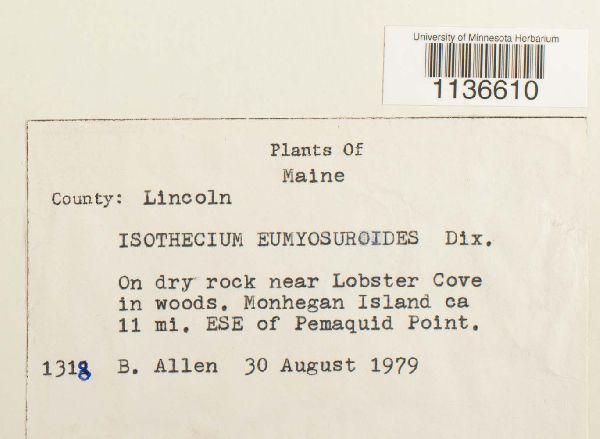 University of Minnesota Herbarium
1136610
Plants Of
Maine
County: Lincoln
ISOTHECIUM EUMYOSUROIDES Dix.
On dry rock near Lobster Cove
in woods. Monhegan Island ca
11 mi. ESE of Pemaquid Point.
1318 B. Allen 30 August 1979